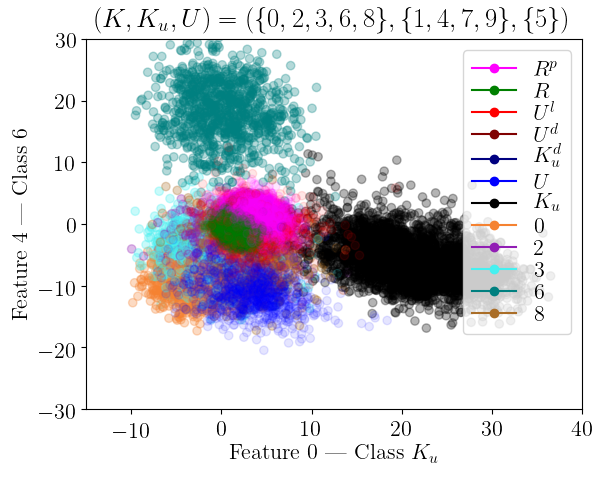 (K, K_u, U) = ({0, 2, 3, 6, 8}, {1, 4, 7, 9}, {5})
30
20
10
0
−10
−20
−30
Feature 4 — Class 6
−10 0 10 20 30 40
Feature 0 — Class K_u
R^p
R
U^l
U^d
K_u^d
U
K_u
0
2
3
6
8